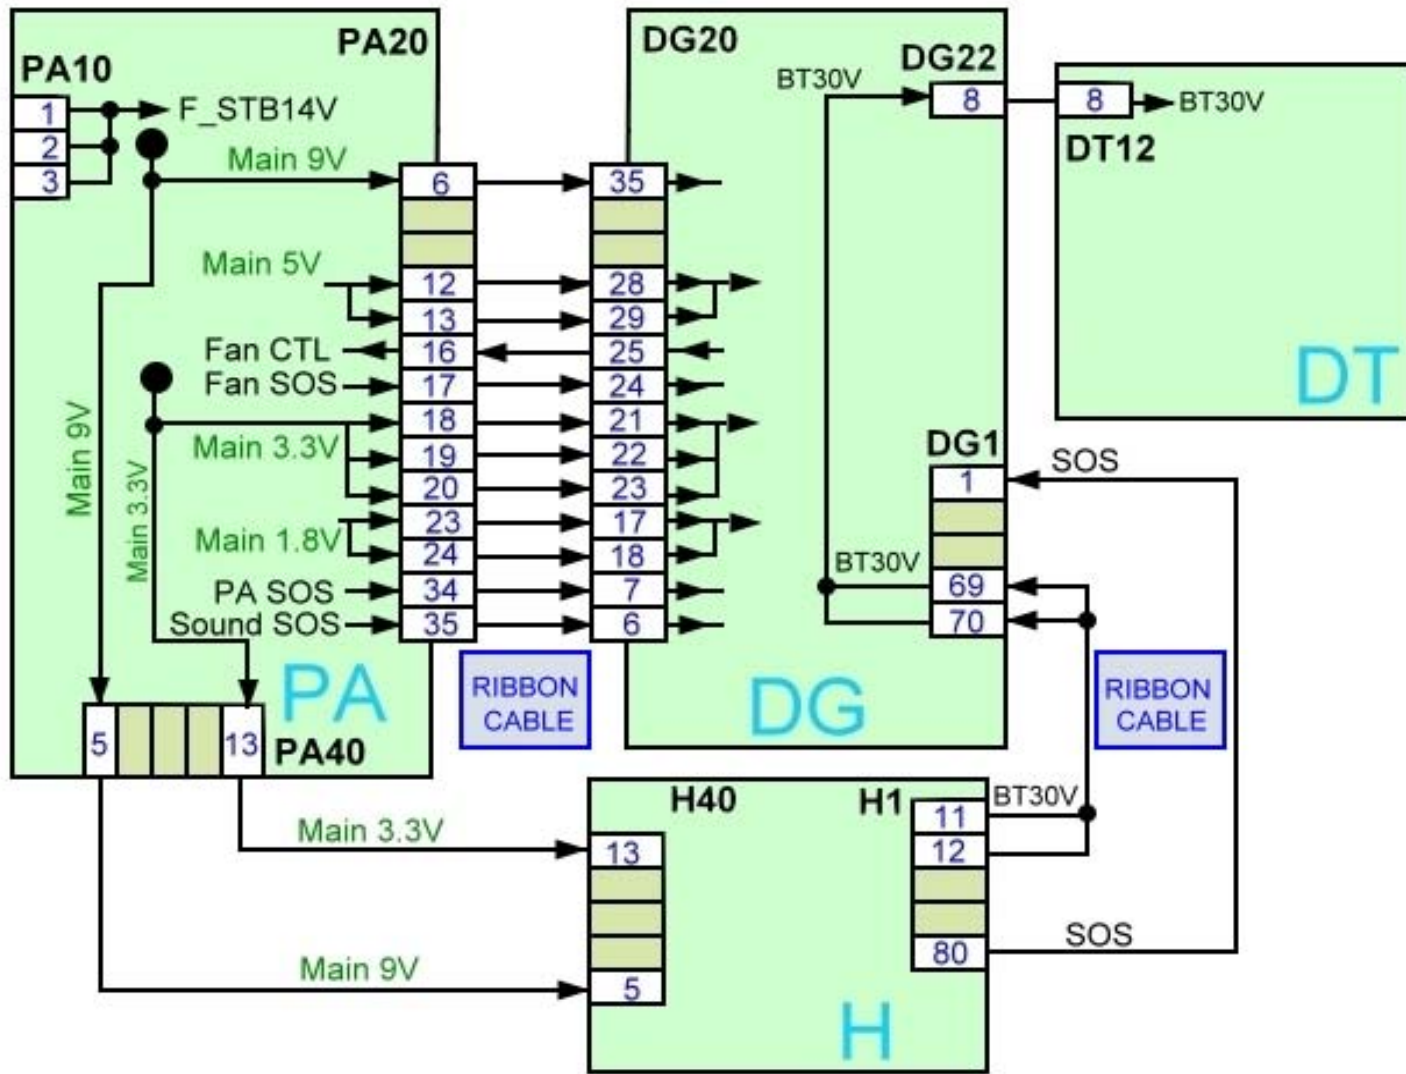 PA20
PA10
1
2
3
F_STB14V
Main 9V
6
Main 5V
12
13
Fan CTL
16
Fan SOS
17
18
Main 3.3V
19
20
23
Main 1.8V
24
PA SOS
34
Sound SOS
35
Main 9V
Main 3.3V
PA
5
13
PA40
RIBBON
CABLE
DG20
35
28
29
25
24
21
22
23
17
18
7
6
BT30V
DG22
8
DG1
1
BT30V
69
70
DG
8
BT30V
DT12
DT
SOS
RIBBON
CABLE
Main 3.3V
Main 9V
H40
13
5
H1
11
12
80
BT30V
SOS
H